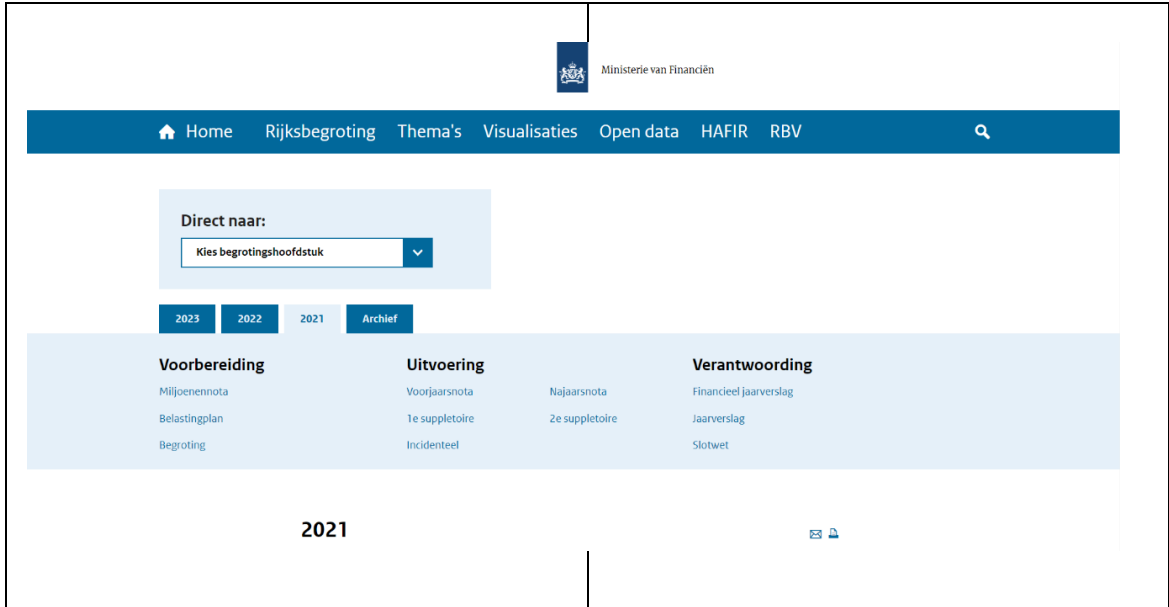 Ministerie van Financiën
Home Rijksbegroting Thema's Visualisaties Open data HAFIR RBV
Direct naar:
Kies begrotingshoofdstuk
2023 2022 2021 Archief
Voorbereiding Uitvoering Verantwoording
Miljoenennota Voorjaarsnota Najaarsnota Financieel jaarverslag
Belastingplan 1e suppletoire 2e suppletoire Jaarverslag
Begroting Incidenteel Slotwet
2021